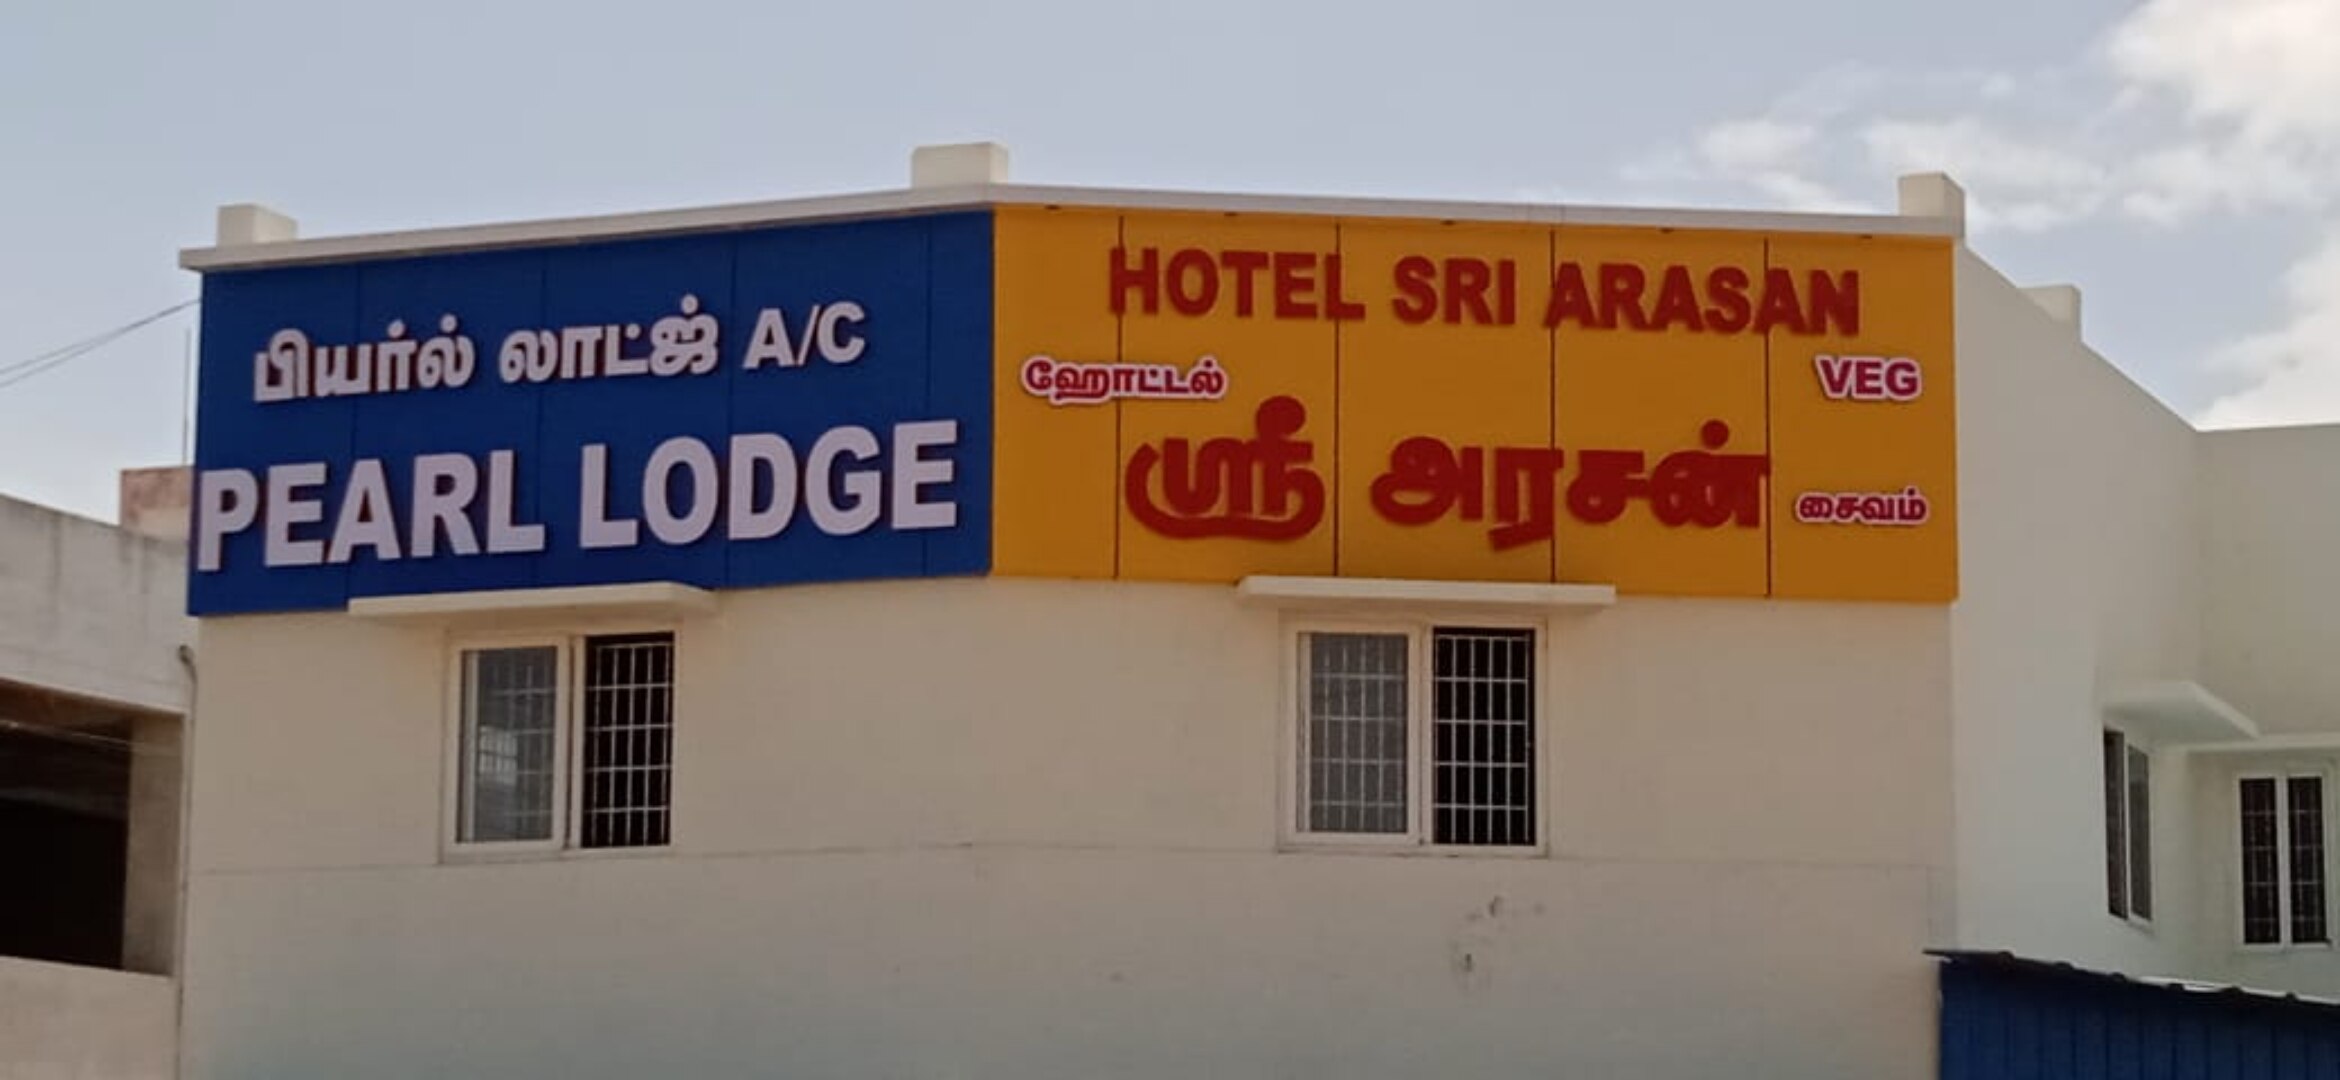 பியர்ல் லாட்ஜ் A/C
PEARL LODGE
HOTEL SRI ARASAN
ஹோட்டல்
VEG
ஸ்ரீ அரசன்
சைவம்